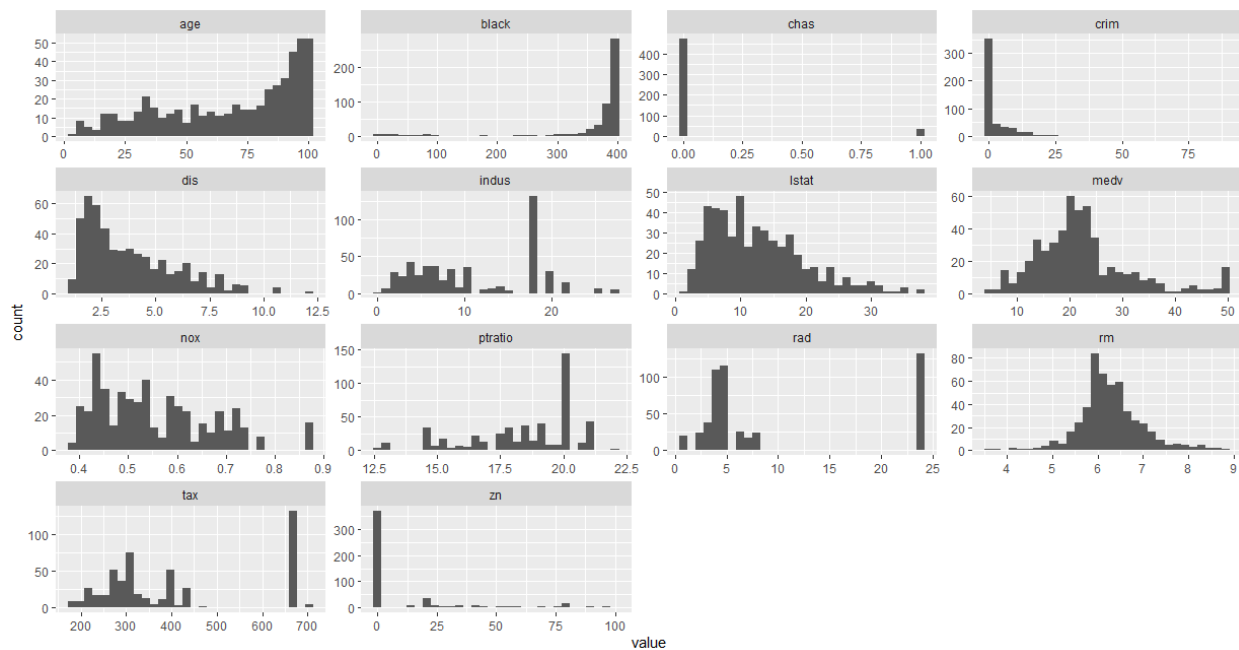 age black chas crim
50 40 30 20 10 0
200 100 0
400 300 200 100 0
300 200 100 0
0 25 50 75 100
0 100 200 300 400
0.00 0.25 0.50 0.75 1.00
0 25 50 75
dis indus lstat medv
60 40 20 0
100 50 0
50 40 30 20 10 0
60 40 20 0
2.5 5.0 7.5 10.0 12.5
0 10 20
0 10 20 30
10 20 30 40 50
nox ptratio rad rm
40 20 0
150 100 50 0
100 50 0
80 60 40 20 0
0.4 0.5 0.6 0.7 0.8 0.9
12.5 15.0 17.5 20.0 22.5
0 5 10 15 20 25
4 5 6 7 8 9
tax zn
100 50 0
300 200 100 0
200 300 400 500 600 700
0 25 50 75 100
count
value